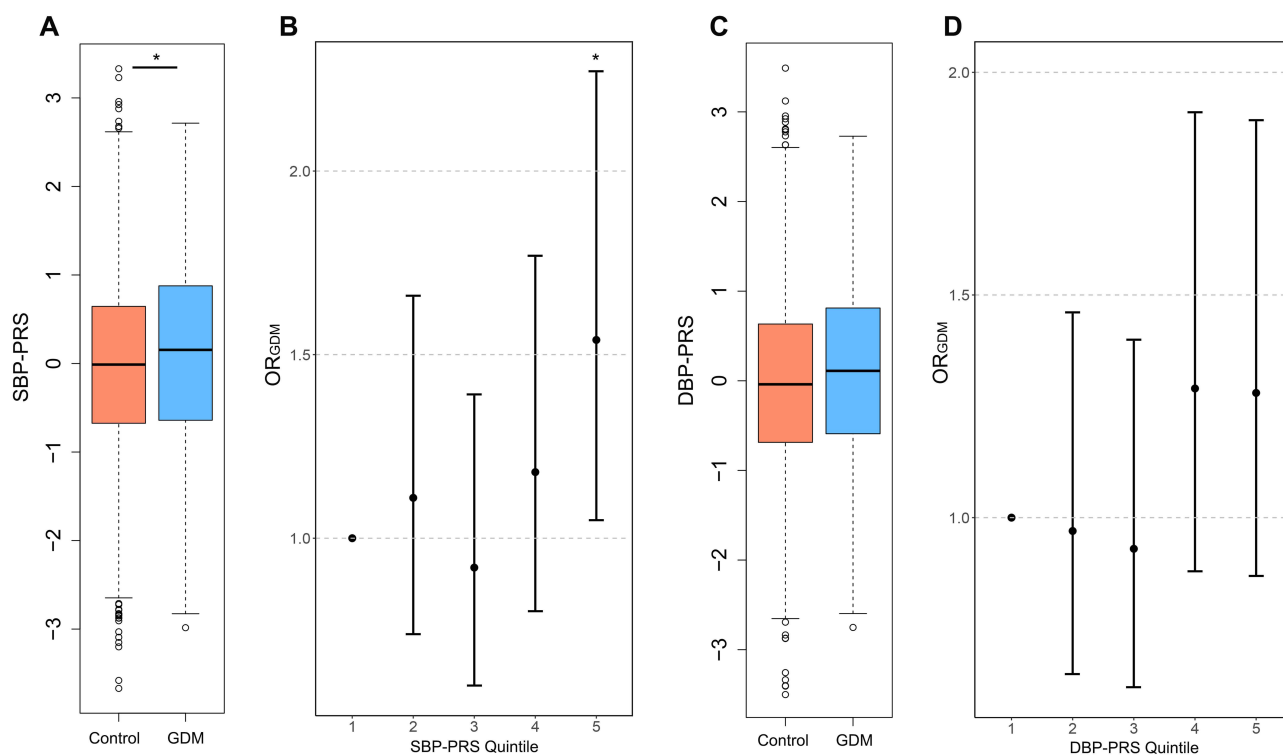 A
SBP-PRS
3
2
1
0
−1
−2
−3
*
Control
GDM
B
ORGDM
2.0
1.5
1.0
*
1
2
3
4
5
SBP-PRS Quintile
C
DBP-PRS
3
2
1
0
−1
−2
−3
Control
GDM
D
ORGDM
2.0
1.5
1.0
1
2
3
4
5
DBP-PRS Quintile